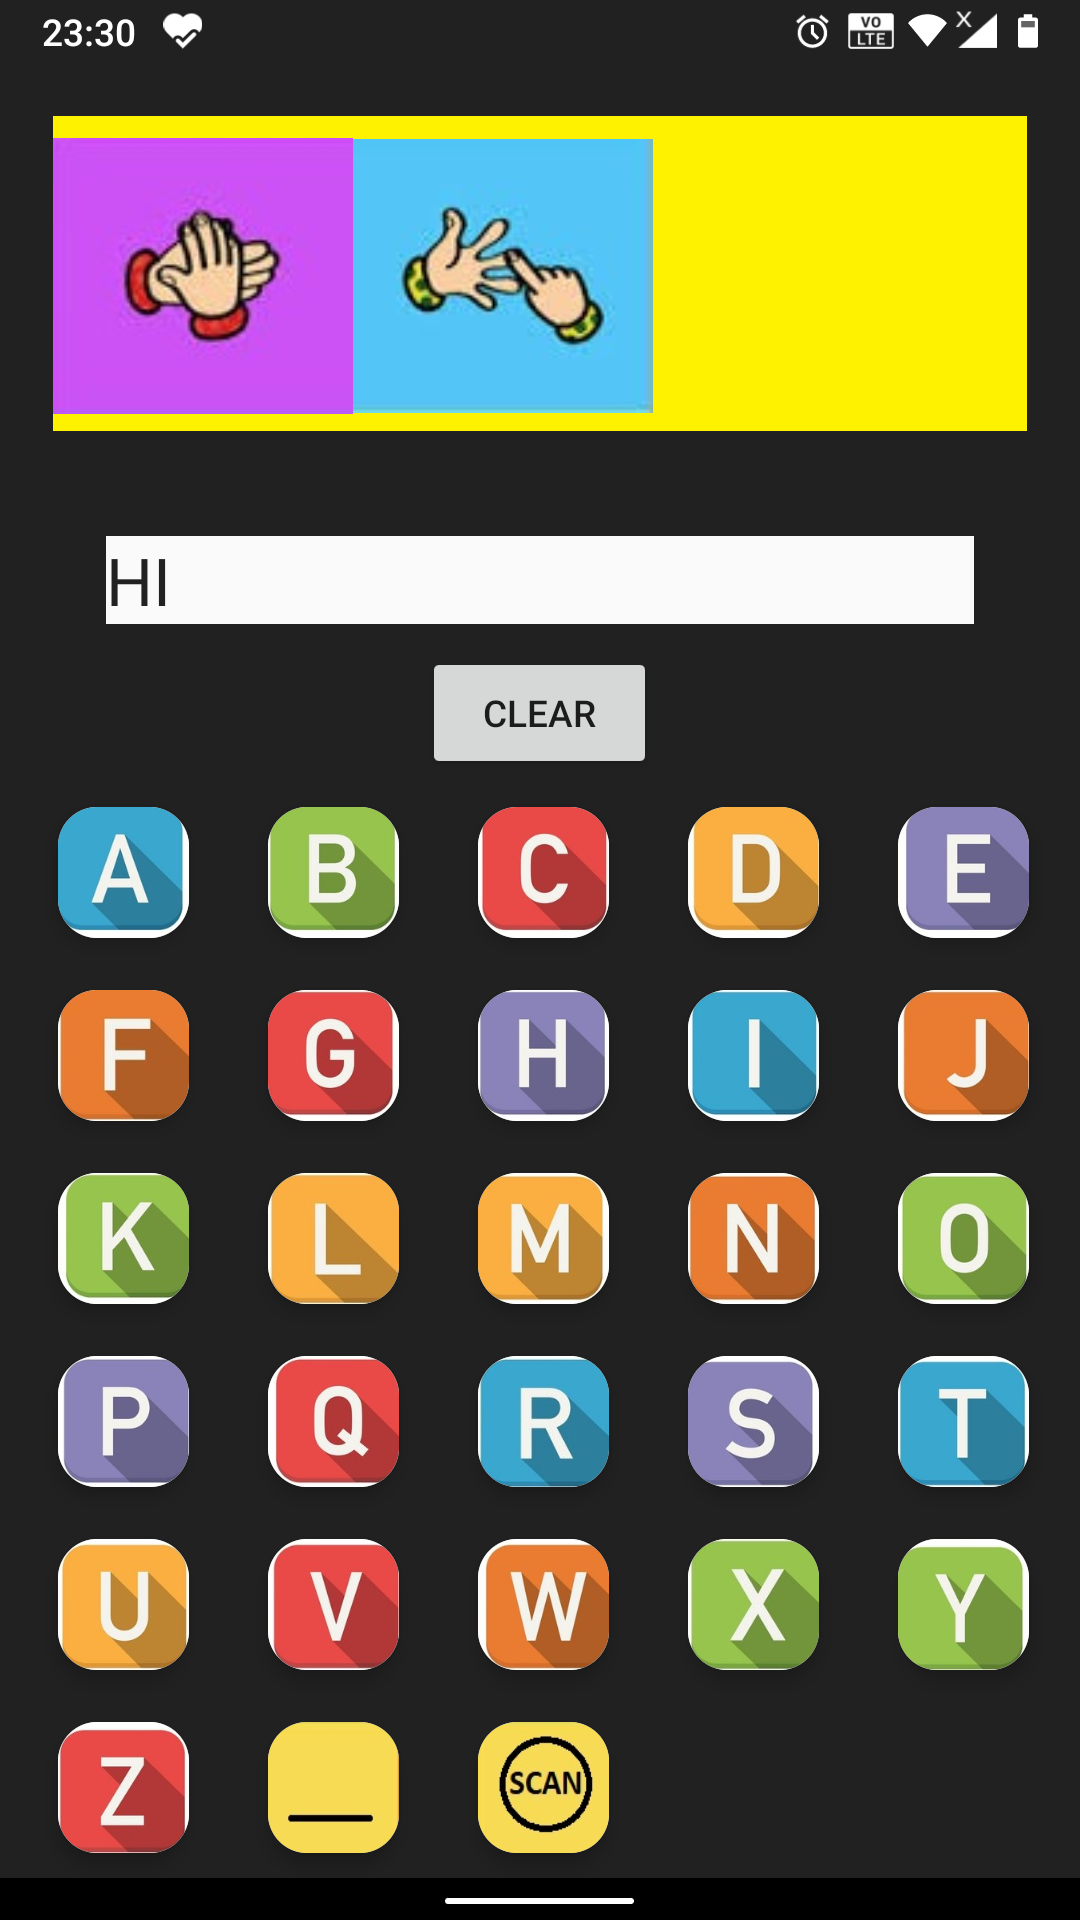 23:30 VO LTE X
HI
CLEAR
A B C D E
F G H I J
K L M N O
P Q R S T
U V W X Y
Z _ SCAN